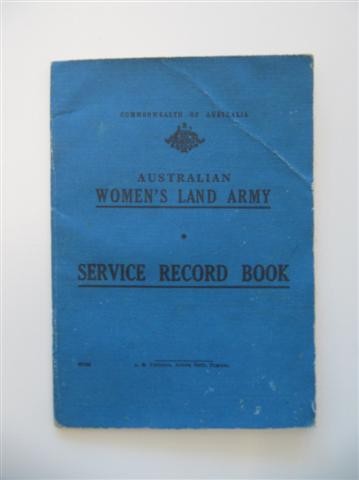 COMMONWEALTH OF AUSTRALIA
AUSTRALIAN
WOMEN'S LAND ARMY
SERVICE RECORD BOOK